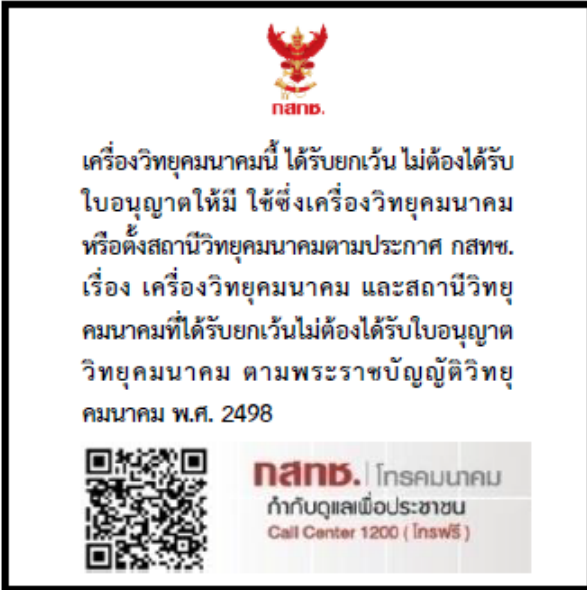 กสทช.
เครื่องวิทยุคมนาคมนี้ ได้รับยกเว้น ไม่ต้องได้รับ
ใบอนุญาตให้มี ใช้ซึ่งเครื่องวิทยุคมนาคม
หรือตั้งสถานีวิทยุคมนาคมตามประกาศ กสทช.
เรื่อง เครื่องวิทยุคมนาคม และสถานีวิทยุ
คมนาคมที่ได้รับยกเว้นไม่ต้องได้รับใบอนุญาต
วิทยุคมนาคม ตามพระราชบัญญัติวิทยุ
คมนาคม พ.ศ. 2498
กสทช. | โทรคมนาคม
กำกับดูแลเพื่อประชาชน
Call Center 1200 ( โทรฟรี )